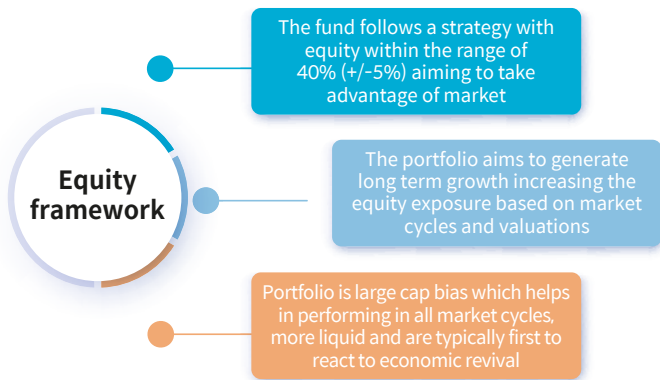 The fund follows a strategy with
equity within the range of
40% (+/-5%) aiming to take
advantage of market
Equity
framework
The portfolio aims to generate
long term growth increasing the
equity exposure based on market
cycles and valuations
Portfolio is large cap bias which helps
in performing in all market cycles,
more liquid and are typically first to
react to economic revival